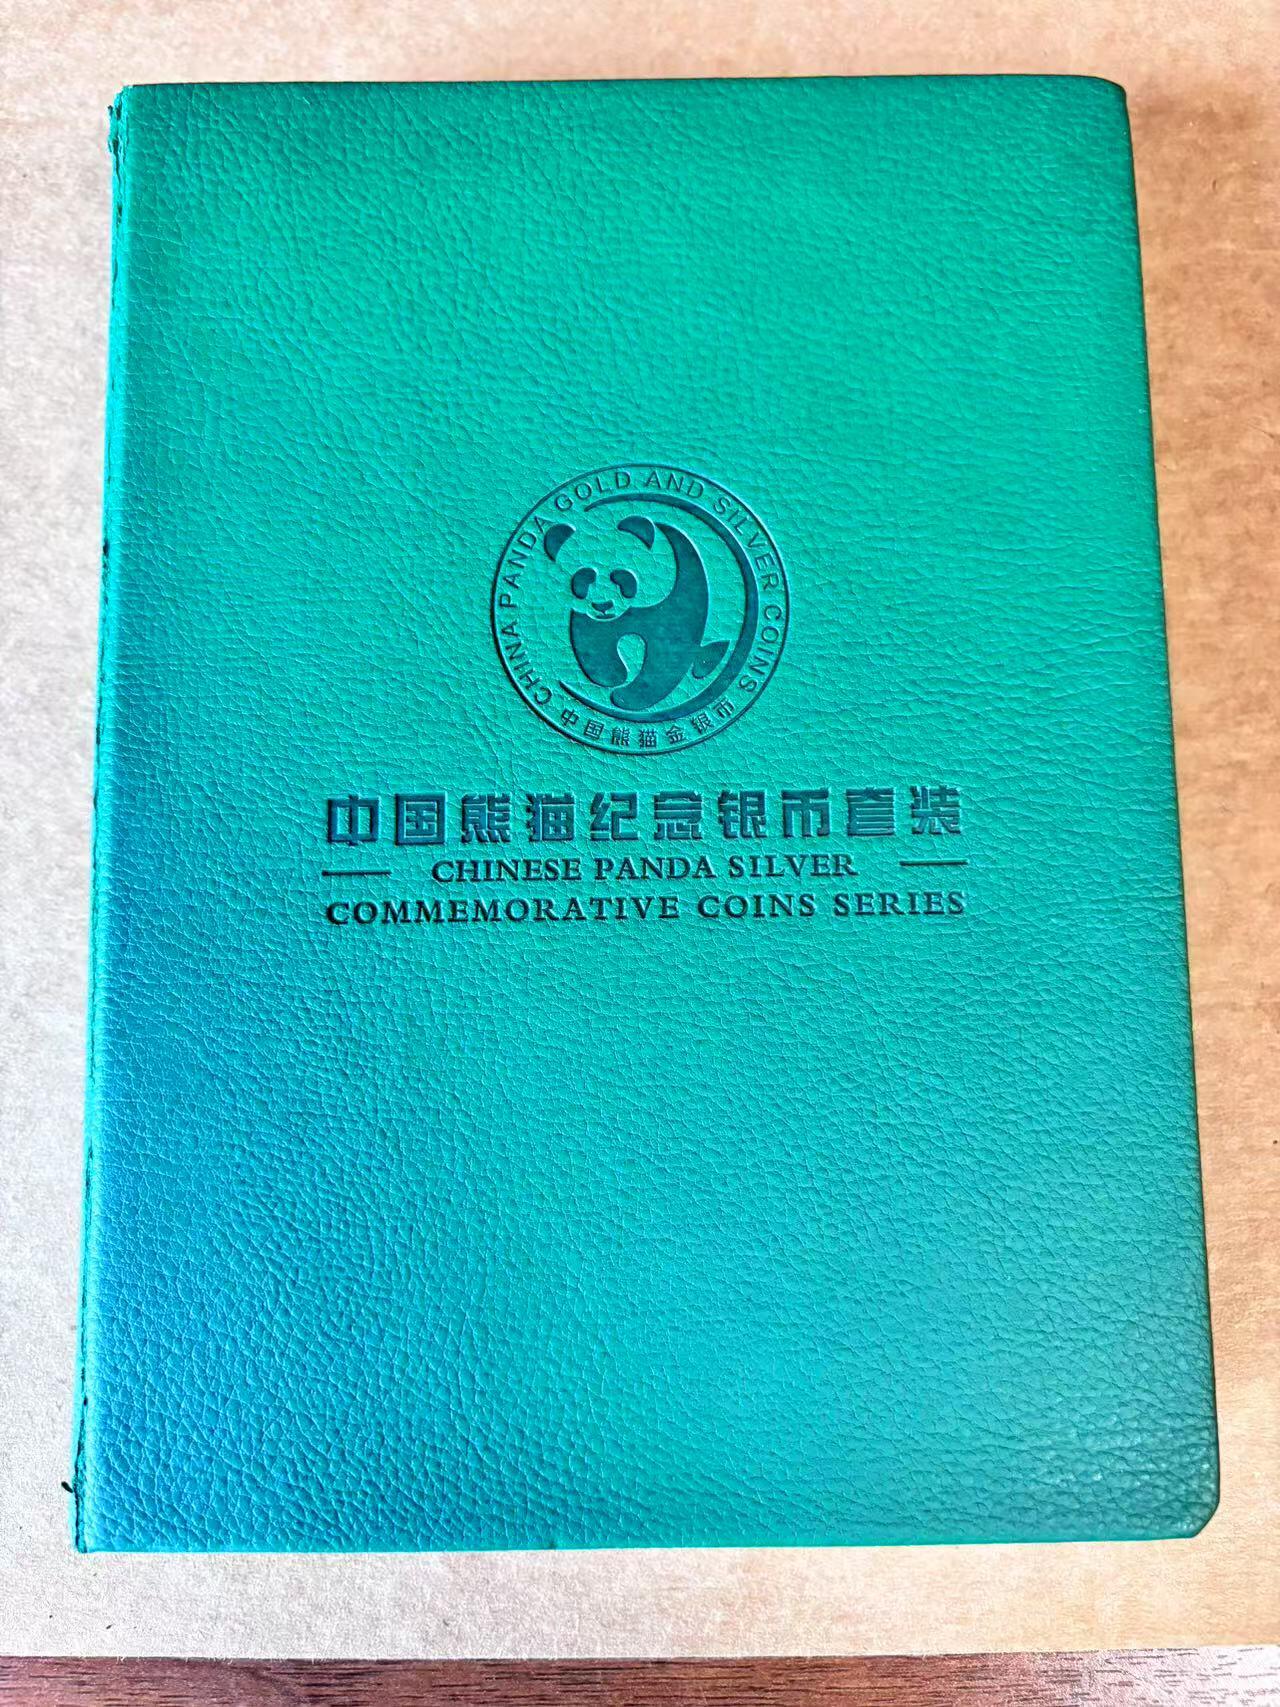 CHINA PANDA GOLD AND SILVER COINS
中国熊猫金银币
中国熊猫纪念银币套装
CHINESE PANDA SILVER
COMMEMORATIVE COINS SERIES